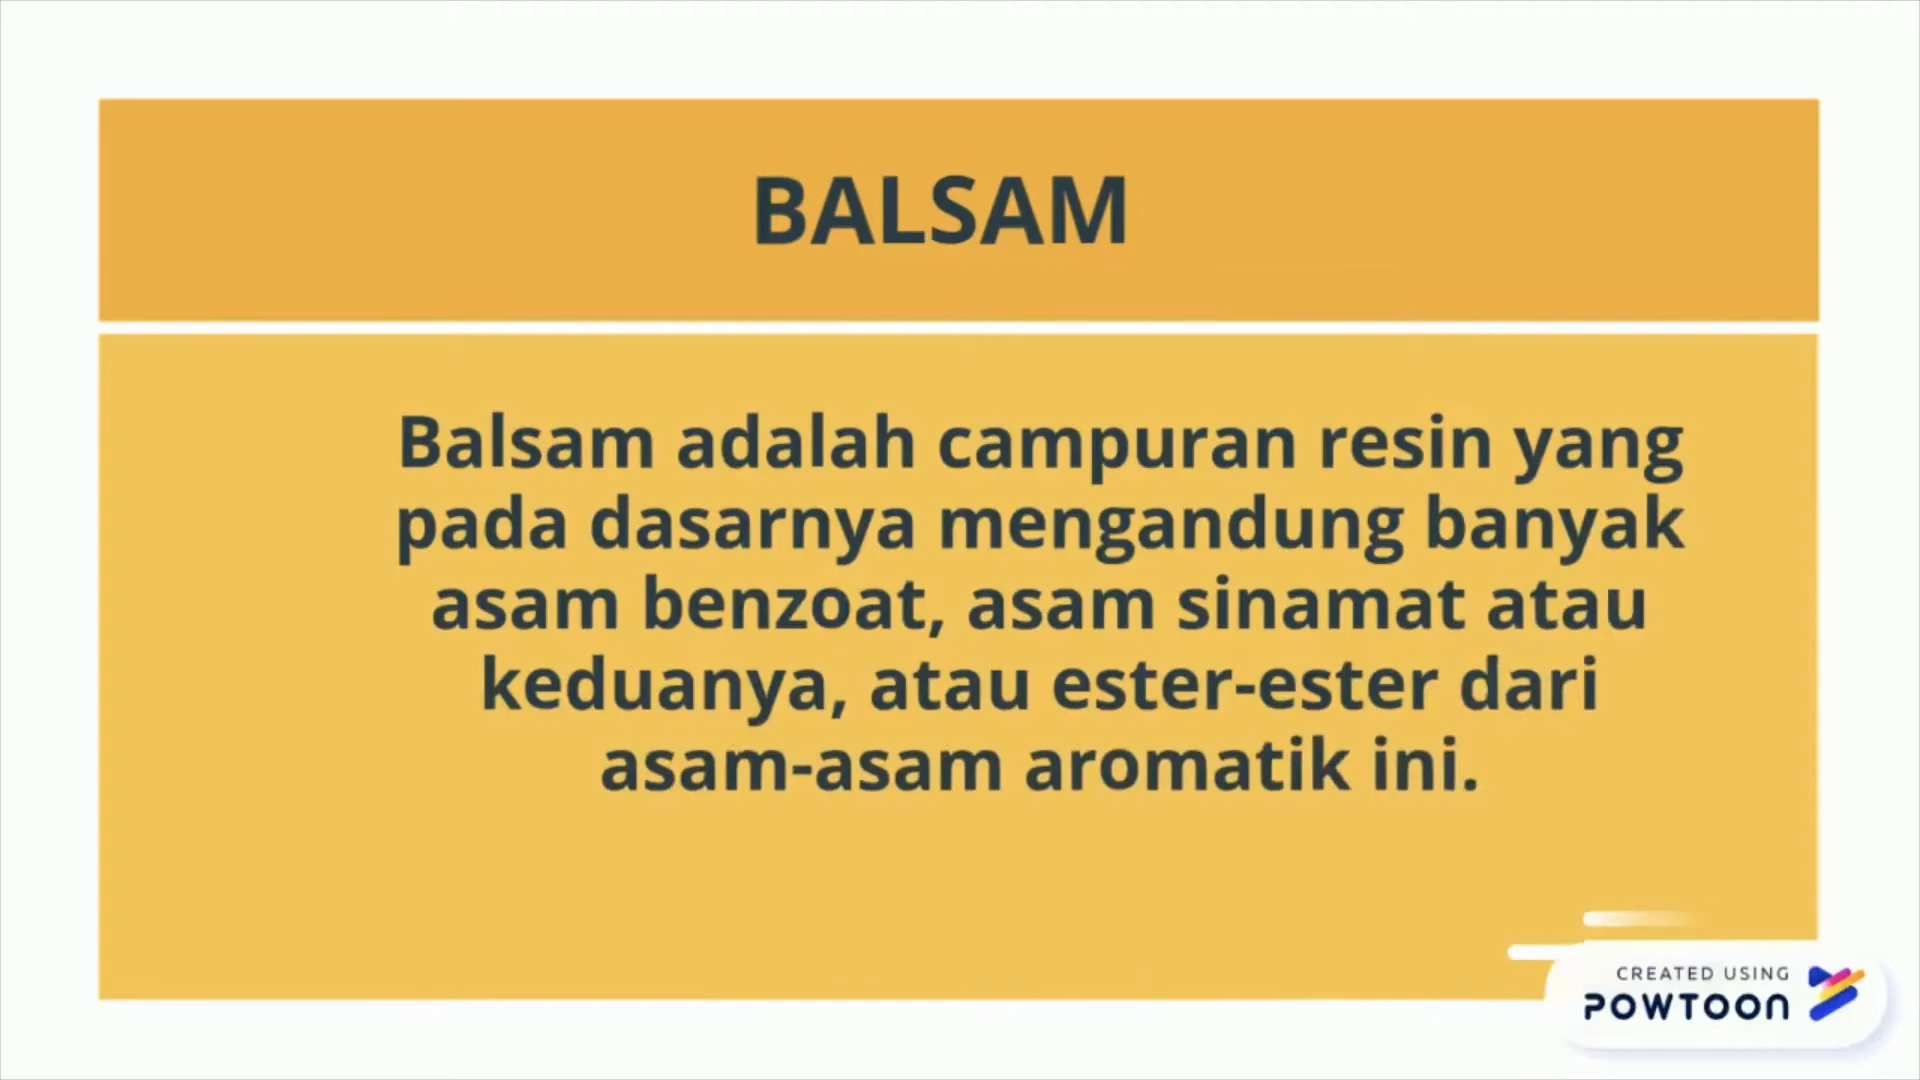 BALSAM
Balsam adalah campuran resin yang
pada dasarnya mengandung banyak
asam benzoat, asam sinamat atau
keduanya, atau ester-ester dari
asam-asam aromatik ini.
CREATED USING
POWTOON